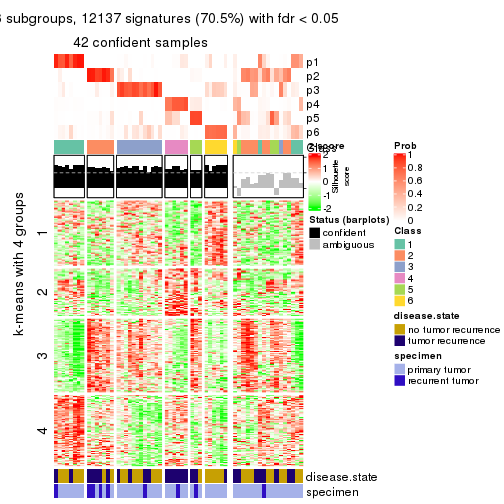 6 subgroups, 12137 signatures (70.5%) with fdr < 0.05
42 confident samples
p1
p2
p3
p4
p5
p6
Class
z-score
2
1
0
-1
-2
Silhouette
score
Prob
1
0.8
0.6
0.4
0.2
0
Status (barplots)
confident
ambiguous
Class
1
2
3
4
5
6
disease.state
no tumor recurrence
tumor recurrence
specimen
primary tumor
recurrent tumor
k-means with 4 groups
1
2
3
4
disease.state
specimen